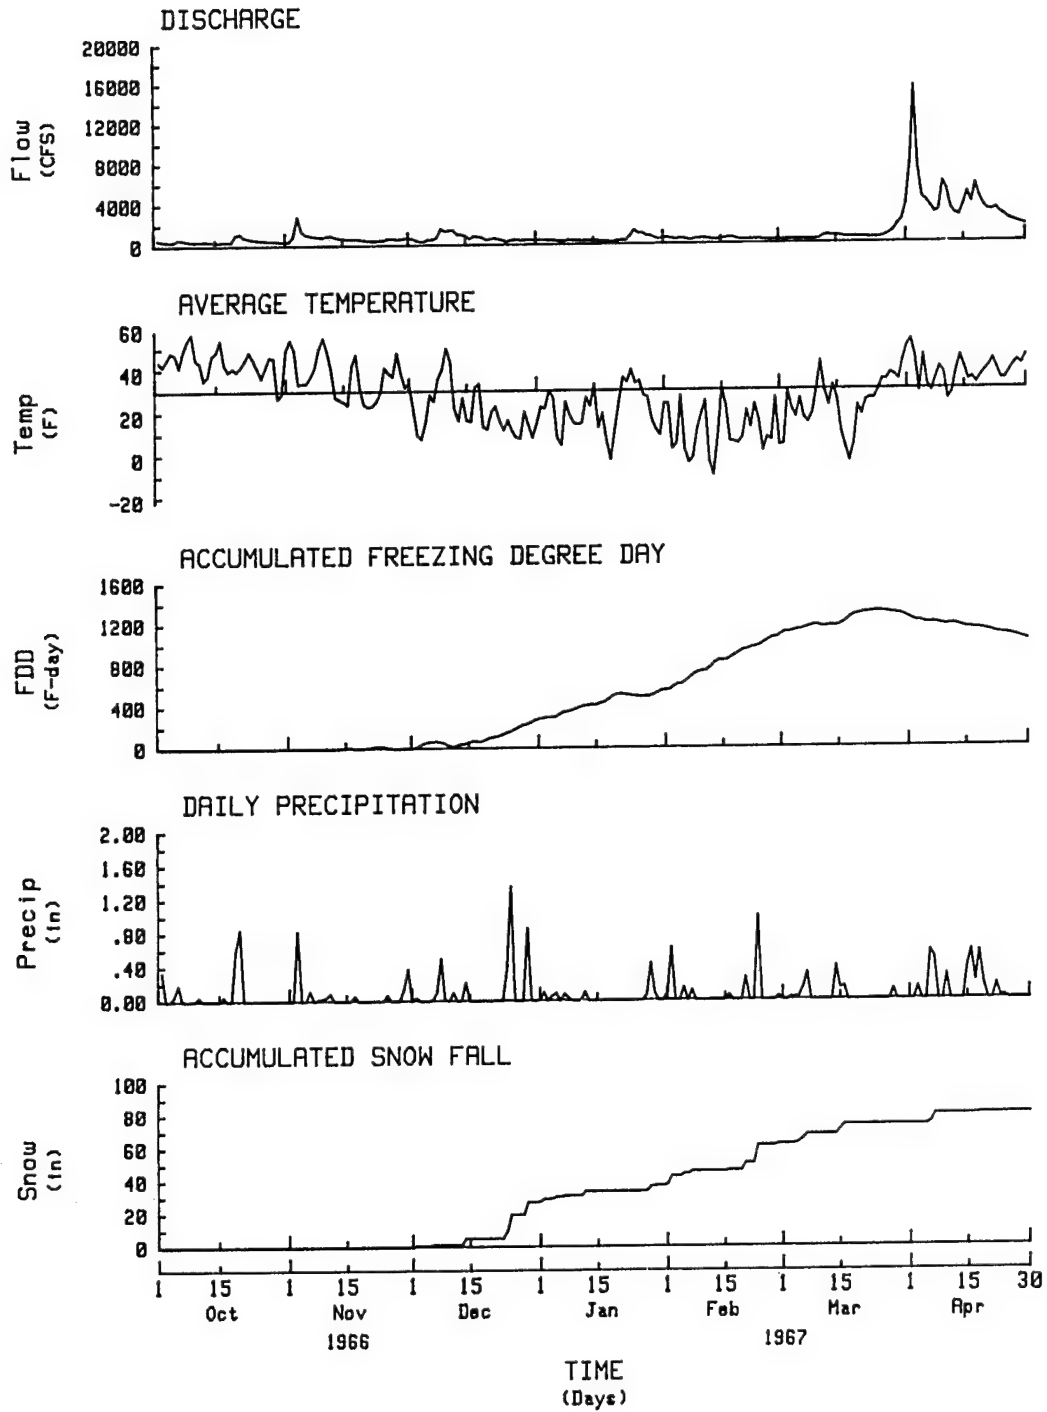 DISCHARGE
20000
16000
12000
8000
4000
0
Flow
(CFS)
AVERAGE TEMPERATURE
60
40
20
0
-20
Temp
(F)
ACCUMULATED FREEZING DEGREE DAY
1600
1200
800
400
0
FDD
(F-day)
DAILY PRECIPITATION
2.00
1.60
1.20
.80
.40
0.00
Precip
(in)
ACCUMULATED SNOW FALL
100
80
60
40
20
0
Snow
(in)
1 15 1 15 1 15 1 15 1 15 1 15 1 15 30
Oct Nov Dec Jan Feb Mar Apr
1966 1967
TIME
(Days)